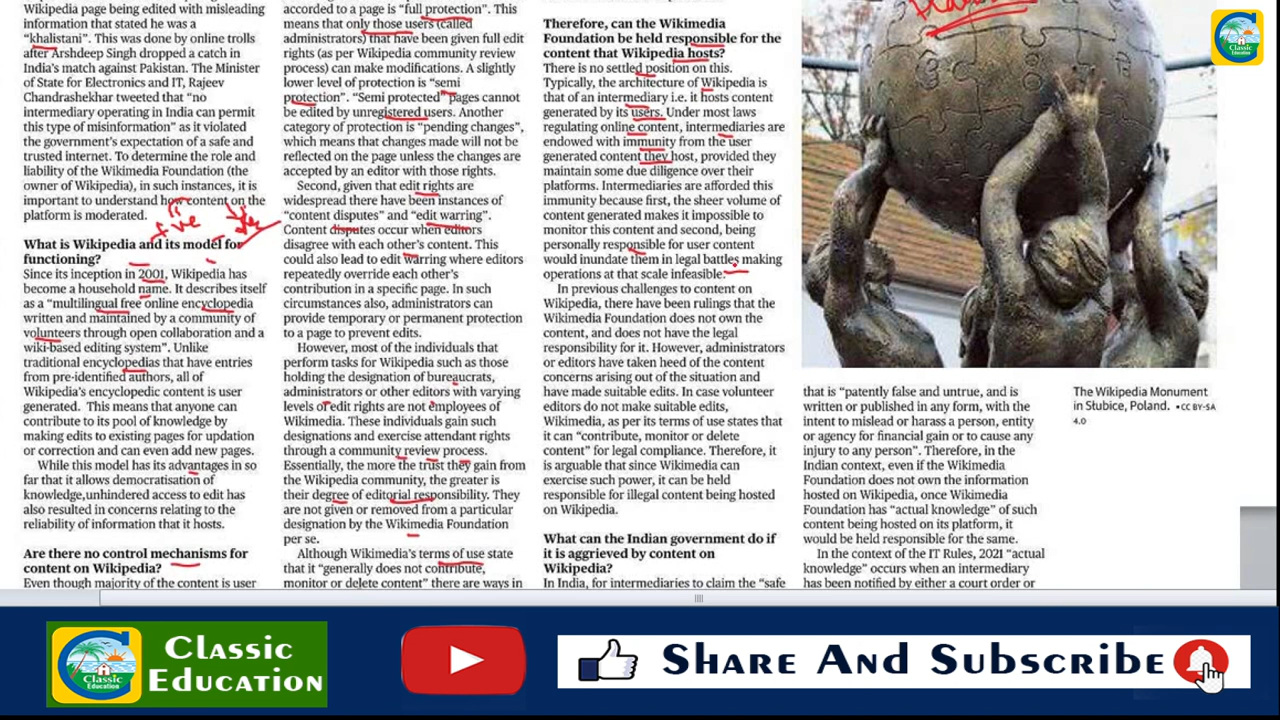 Wikipedia page being edited with misleading
information that stated he was a
“khalistani”. This was done by online trolls
after Arshdeep Singh dropped a catch in
India’s match against Pakistan. The Minister
of State for Electronics and IT, Rajeev
Chandrashekhar tweeted that “no
intermediary operating in India can permit
this type of misinformation” as it violated
the government’s expectation of a safe and
trusted internet. To determine the role and
liability of the Wikimedia Foundation (the
owner of Wikipedia), in such instances, it is
important to understand how content on the
platform is moderated.
What is Wikipedia and its model for
functioning?
Since its inception in 2001, Wikipedia has
become a household name. It describes itself
as a “multilingual free online encyclopedia
written and maintained by a community of
volunteers through open collaboration and a
wiki-based editing system”. Unlike
traditional encyclopedias that have entries
from pre-identified authors, all of
Wikipedia’s encyclopedic content is user
generated. This means that anyone can
contribute to its pool of knowledge by
making edits to existing pages for updation
or correction and can even add new pages.
While this model has its advantages in so
far that it allows democratisation of
knowledge,unhindered access to edit has
also resulted in concerns relating to the
reliability of information that it hosts.
Are there no control mechanisms for
content on Wikipedia?
Even though majority of the content is user
accorded to a page is “full protection”. This
means that only those users (called
administrators) that have been given full edit
rights (as per Wikipedia community review
process) can make modifications. A slightly
lower level of protection is “semi
protection”. “Semi protected” pages cannot
be edited by unregistered users. Another
category of protection is “pending changes”,
which means that changes made will not be
reflected on the page unless the changes are
accepted by an editor with those rights.
Second, given that edit rights are
widespread there have been instances of
“content disputes” and “edit warring”.
Content disputes occur when editors
disagree with each other’s content. This
could also lead to edit warring where editors
repeatedly override each other’s
contribution in a specific page. In such
circumstances also, administrators can
provide temporary or permanent protection
to a page to prevent edits.
However, most of the individuals that
perform tasks for Wikipedia such as those
holding the designation of bureaucrats,
administrators or other editors with varying
levels of edit rights are not employees of
Wikimedia. These individuals gain such
designations and exercise attendant rights
through a community review process.
Essentially, the more the trust they gain from
the Wikipedia community, the greater is
their degree of editorial responsibility. They
are not given or removed from a particular
designation by the Wikimedia Foundation
per se.
Although Wikimedia’s terms of use state
that it “generally does not contribute,
monitor or delete content” there are ways in
Therefore, can the Wikimedia
Foundation be held responsible for the
content that Wikipedia hosts?
There is no settled position on this.
Typically, the architecture of Wikipedia is
that of an intermediary i.e. it hosts content
generated by its users. Under most laws
regulating online content, intermediaries are
endowed with immunity from the user
generated content they host, provided they
maintain some due diligence over their
platforms. Intermediaries are afforded this
immunity because first, the sheer volume of
content generated makes it impossible to
monitor this content and second, being
personally responsible for user content
would inundate them in legal battles making
operations at that scale infeasible.
In previous challenges to content on
Wikipedia, there have been rulings that the
Wikimedia Foundation does not own the
content, and does not have the legal
responsibility for it. However, administrators
or editors have taken heed of the content
concerns arising out of the situation and
have made suitable edits. In case volunteer
editors do not make suitable edits,
Wikimedia, as per its terms of use states that
it can “contribute, monitor or delete
content” for legal compliance. Therefore, it
is arguable that since Wikimedia can
exercise such power, it can be held
responsible for illegal content being hosted
on Wikipedia.
What can the Indian government do if
it is aggrieved by content on
Wikipedia?
In India, for intermediaries to claim the “safe
that is “patently false and untrue, and is
written or published in any form, with the
intent to mislead or harass a person, entity
or agency for financial gain or to cause any
injury to any person”. Therefore, in the
Indian context, even if the Wikimedia
Foundation does not own the information
hosted on Wikipedia, once Wikimedia
Foundation has “actual knowledge” of such
content being hosted on its platform, it
would be held responsible for the same.
In the context of the IT Rules, 2021 “actual
knowledge” occurs when an intermediary
has been notified by either a court order or
The Wikipedia Monument
in Stubice, Poland. •CC BY-SA
4.0
+ve
-ve
Classic
Education
Classic
Education
Classic
Education
Share And Subscribe